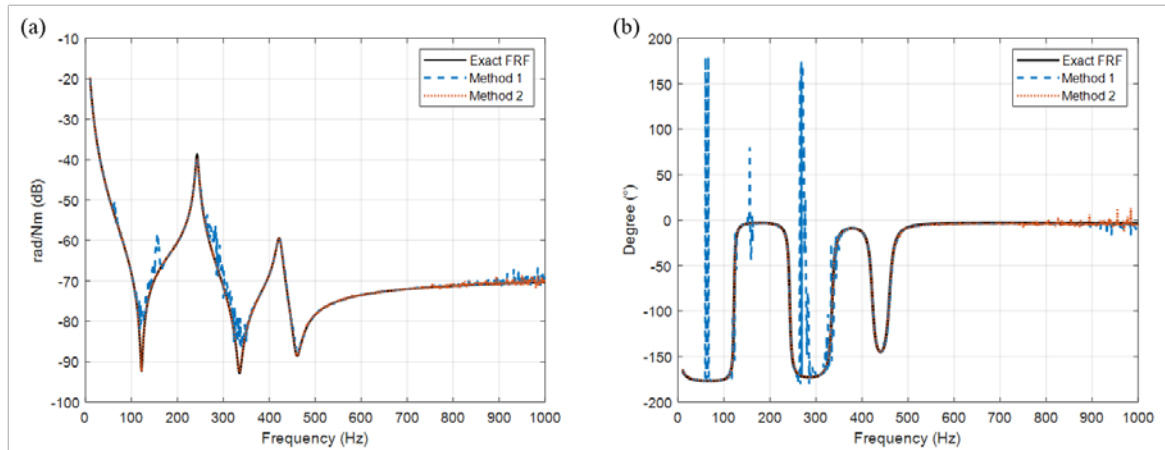 (a)
-10
-20
-30
-40
-50
-60
-70
-80
-90
-100
rad/Nm (dB)
0 100 200 300 400 500 600 700 800 900 1000
Frequency (Hz)
Exact FRF
Method 1
Method 2
(b)
200
150
100
50
0
-50
-100
-150
-200
Degree (°)
0 100 200 300 400 500 600 700 800 900 1000
Frequency (Hz)
Exact FRF
Method 1
Method 2